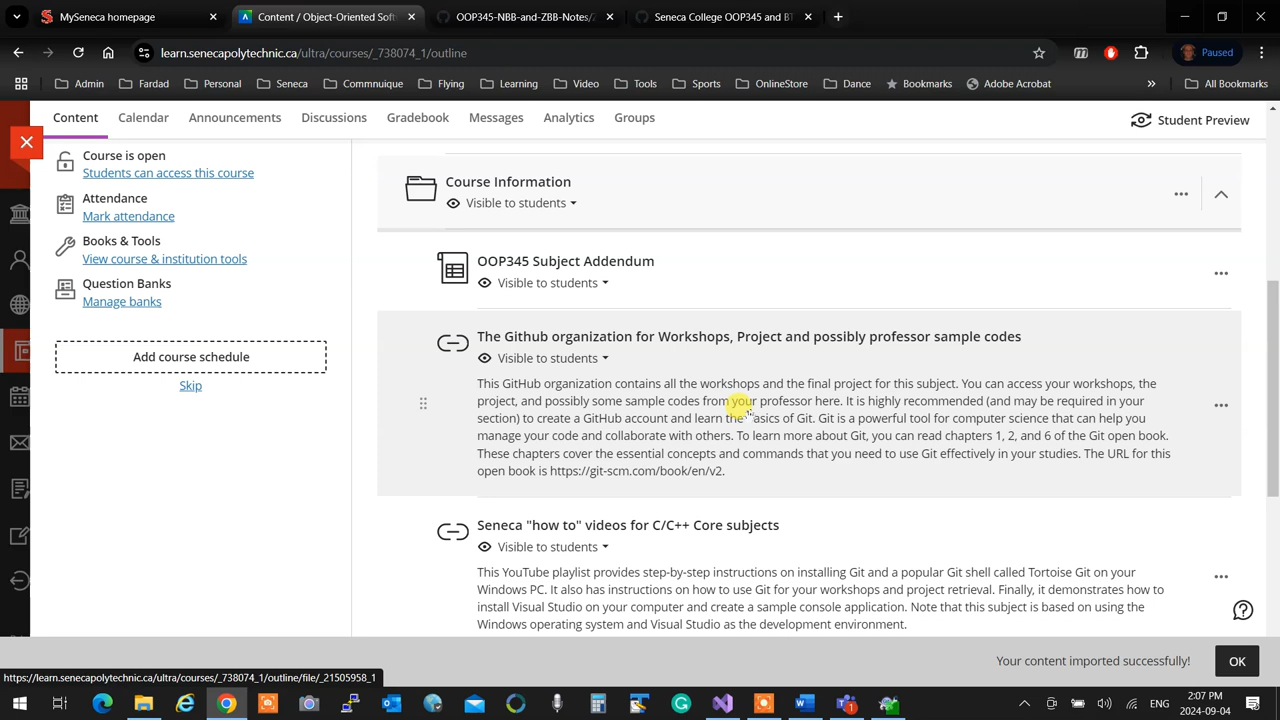 MySeneca homepage
Content / Object-Oriented Soft
OOP345-NBB-and-ZBB-Notes/
Seneca College OOP345 and BT
learn.senecapolytechnic.ca/ultra/courses/_738074_1/outline
Paused
Admin
Fardad
Personal
Seneca
Commnuique
Flying
Learning
Video
Tools
OnlineStore
Dance
Bookmarks
Adobe Acrobat
All Bookmarks
Content
Calendar
Announcements
Discussions
Gradebook
Messages
Analytics
Groups
Student Preview
Course is open
Students can access this course
Attendance
Mark attendance
Books & Tools
View course & institution tools
Question Banks
Manage banks
Add course schedule
Skip
Course Information
Visible to students
OOP345 Subject Addendum
Visible to students
The Github organization for Workshops, Project and possibly professor sample codes
Visible to students
This GitHub organization contains all the workshops and the final project for this subject. You can access your workshops, the
project, and possibly some sample codes from your professor here. It is highly recommended (and may be required in your
section) to create a GitHub account and learn the basics of Git. Git is a powerful tool for computer science that can help you
manage your code and collaborate with others. To learn more about Git, you can read chapters 1, 2, and 6 of the Git open book.
These chapters cover the essential concepts and commands that you need to use Git effectively in your studies. The URL for this
open book is https://git-scm.com/book/en/v2.
Seneca "how to" videos for C/C++ Core subjects
Visible to students
This YouTube playlist provides step-by-step instructions on installing Git and a popular Git shell called Tortoise Git on your
Windows PC. It also has instructions on how to use Git for your workshops and project retrieval. Finally, it demonstrates how to
install Visual Studio on your computer and create a sample console application. Note that this subject is based on using the
Windows operating system and Visual Studio as the development environment.
Your content imported successfully!
OK
https://learn.senecapolytechnic.ca/ultra/courses/_738074_1/outline/file/_21505908_1
ENG
2:07 PM
2024-09-04